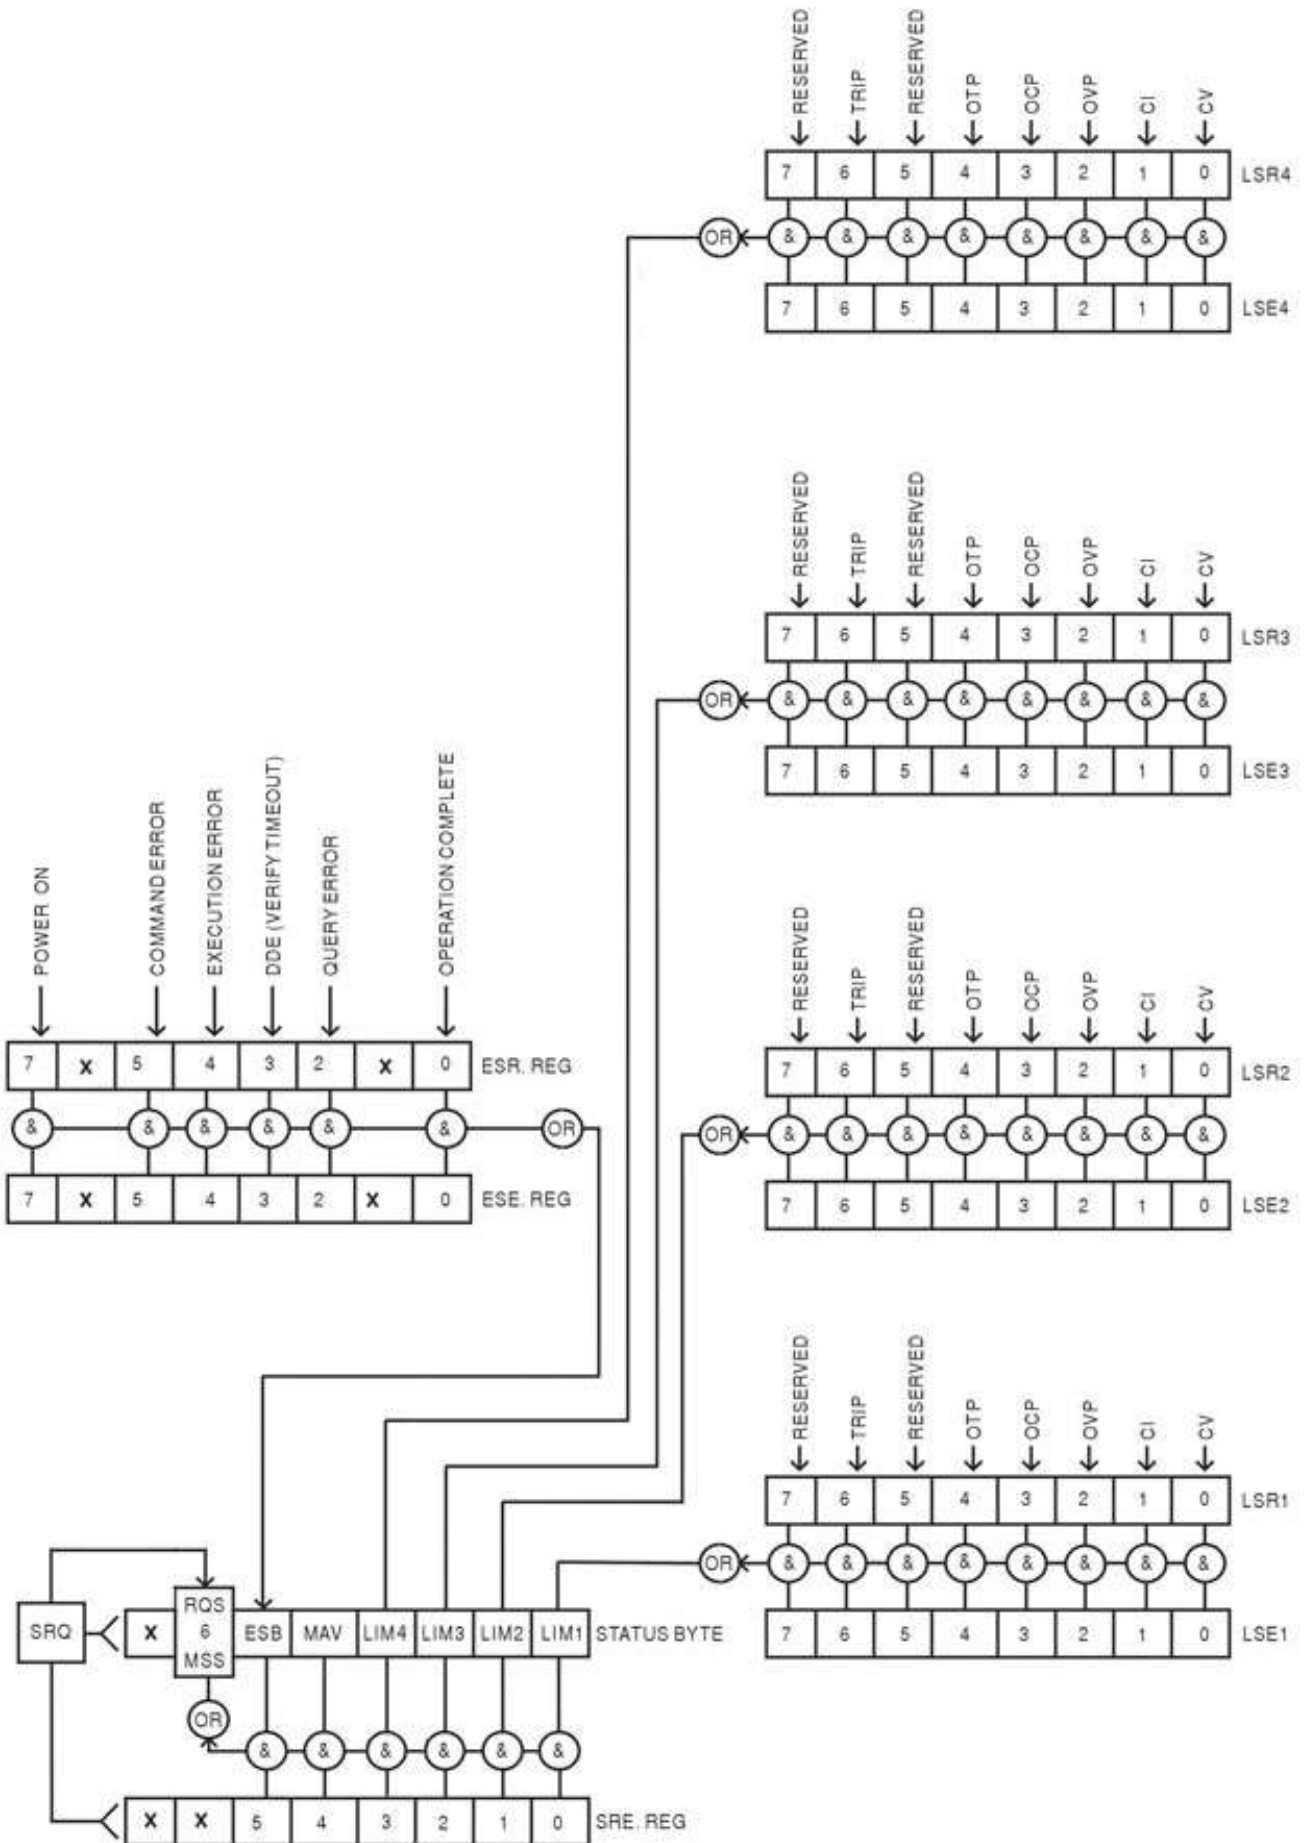 RESERVED TRIP RESERVED OTP OCP OVP CI CV
7 6 5 4 3 2 1 0 LSR4
OR & & & & & & & &
7 6 5 4 3 2 1 0 LSE4
RESERVED TRIP RESERVED OTP OCP OVP CI CV
7 6 5 4 3 2 1 0 LSR3
OR & & & & & & & &
7 6 5 4 3 2 1 0 LSE3
POWER ON COMMAND ERROR EXECUTION ERROR DDE (VERIFY TIMEOUT) QUERY ERROR OPERATION COMPLETE
7 X 5 4 3 2 X 0 ESR. REG
& & & & & & OR
7 X 5 4 3 2 X 0 ESE. REG
RESERVED TRIP RESERVED OTP OCP OVP CI CV
7 6 5 4 3 2 1 0 LSR2
OR & & & & & & & &
7 6 5 4 3 2 1 0 LSE2
RESERVED TRIP RESERVED OTP OCP OVP CI CV
7 6 5 4 3 2 1 0 LSR1
OR & & & & & & & &
7 6 5 4 3 2 1 0 LSE1
RQS
SRQ X 6 ESB MAV LIM4 LIM3 LIM2 LIM1 STATUS BYTE
MSS
OR
& & & & & &
X X 5 4 3 2 1 0 SRE. REG